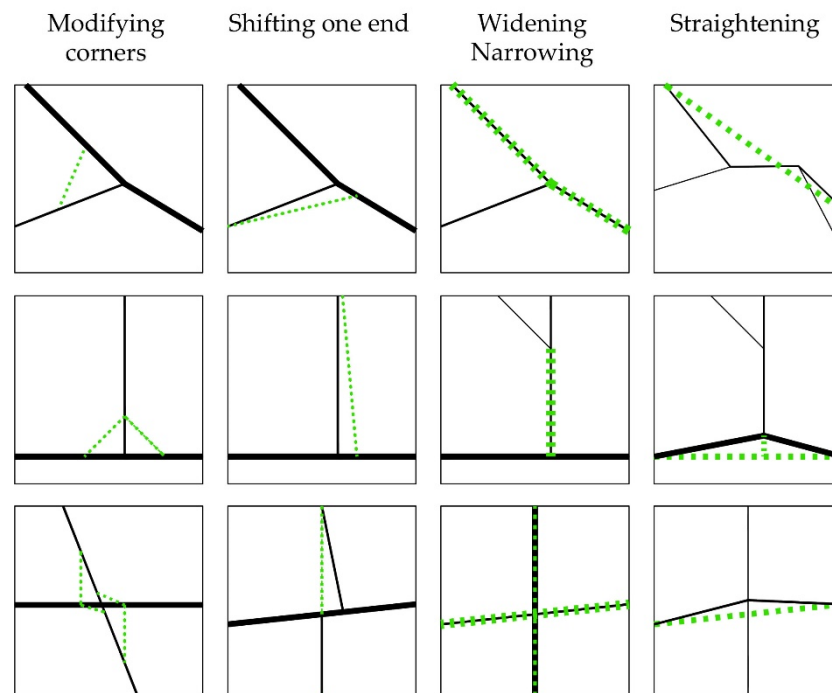 Modifying
corners
Shifting one end
Widening
Narrowing
Straightening